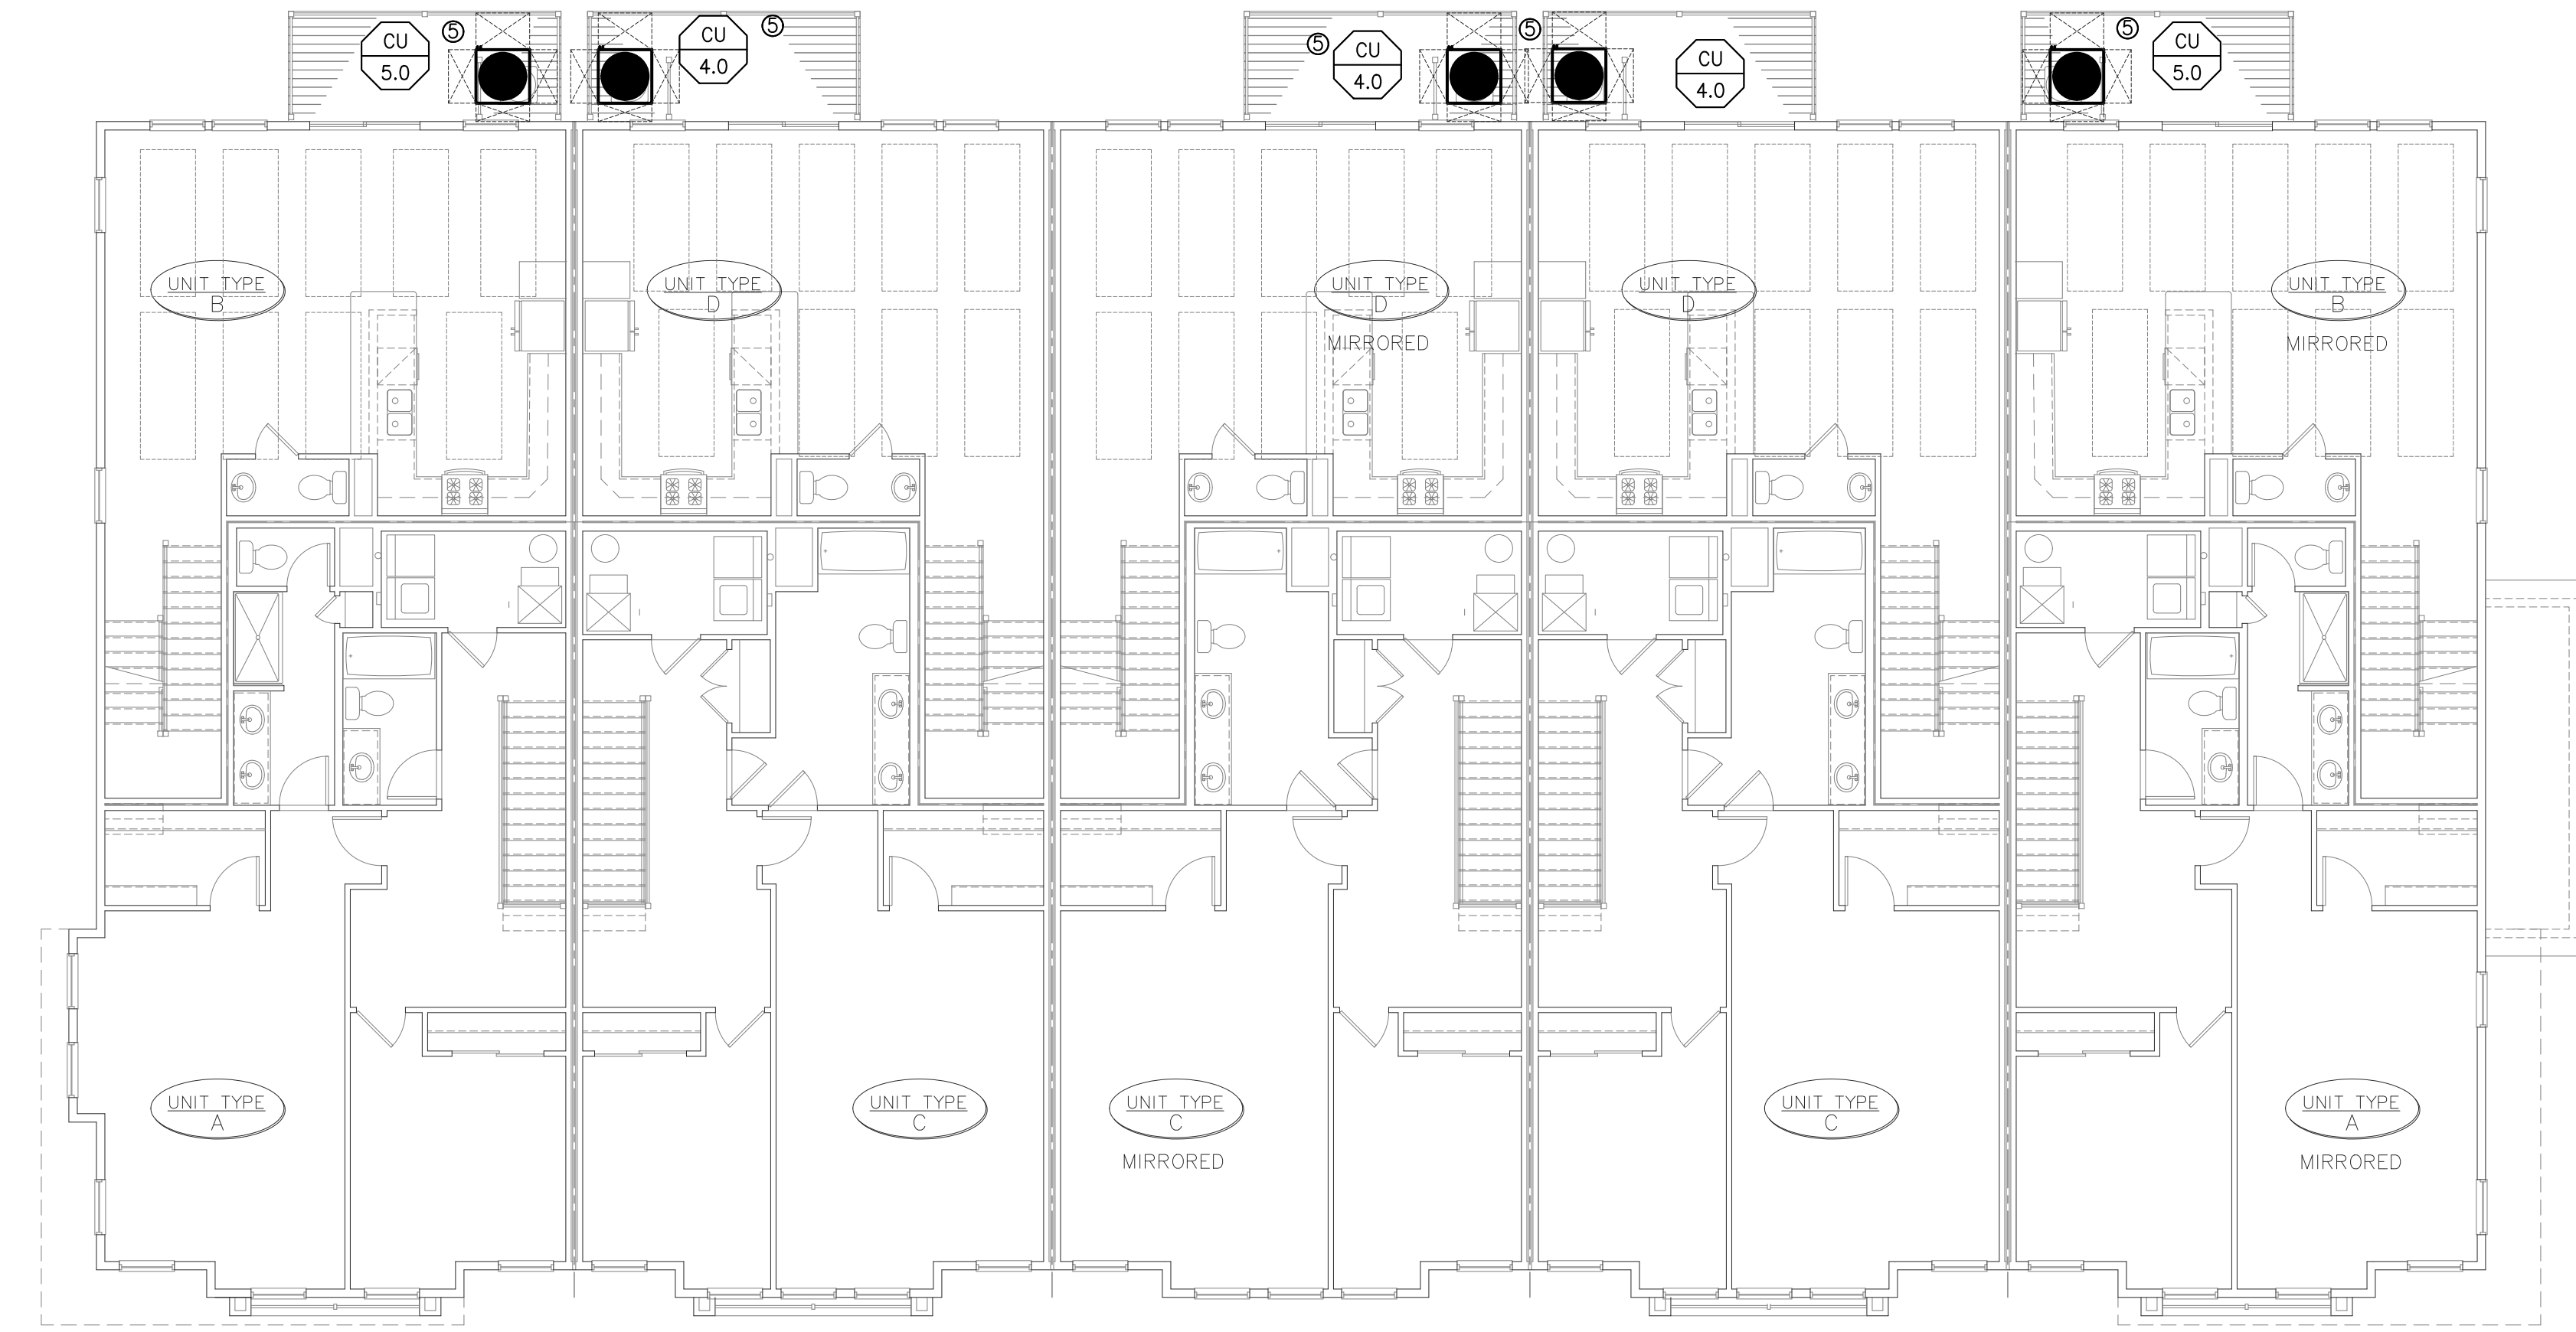 CU
5.0
⑤
CU
4.0
⑤
⑤
CU
4.0
⑤
CU
4.0
⑤
CU
5.0
UNIT TYPE
B
UNIT TYPE
D
UNIT TYPE
D
MIRRORED
UNIT TYPE
D
UNIT TYPE
B
MIRRORED
UNIT TYPE
A
UNIT TYPE
C
UNIT TYPE
C
MIRRORED
UNIT TYPE
C
UNIT TYPE
A
MIRRORED